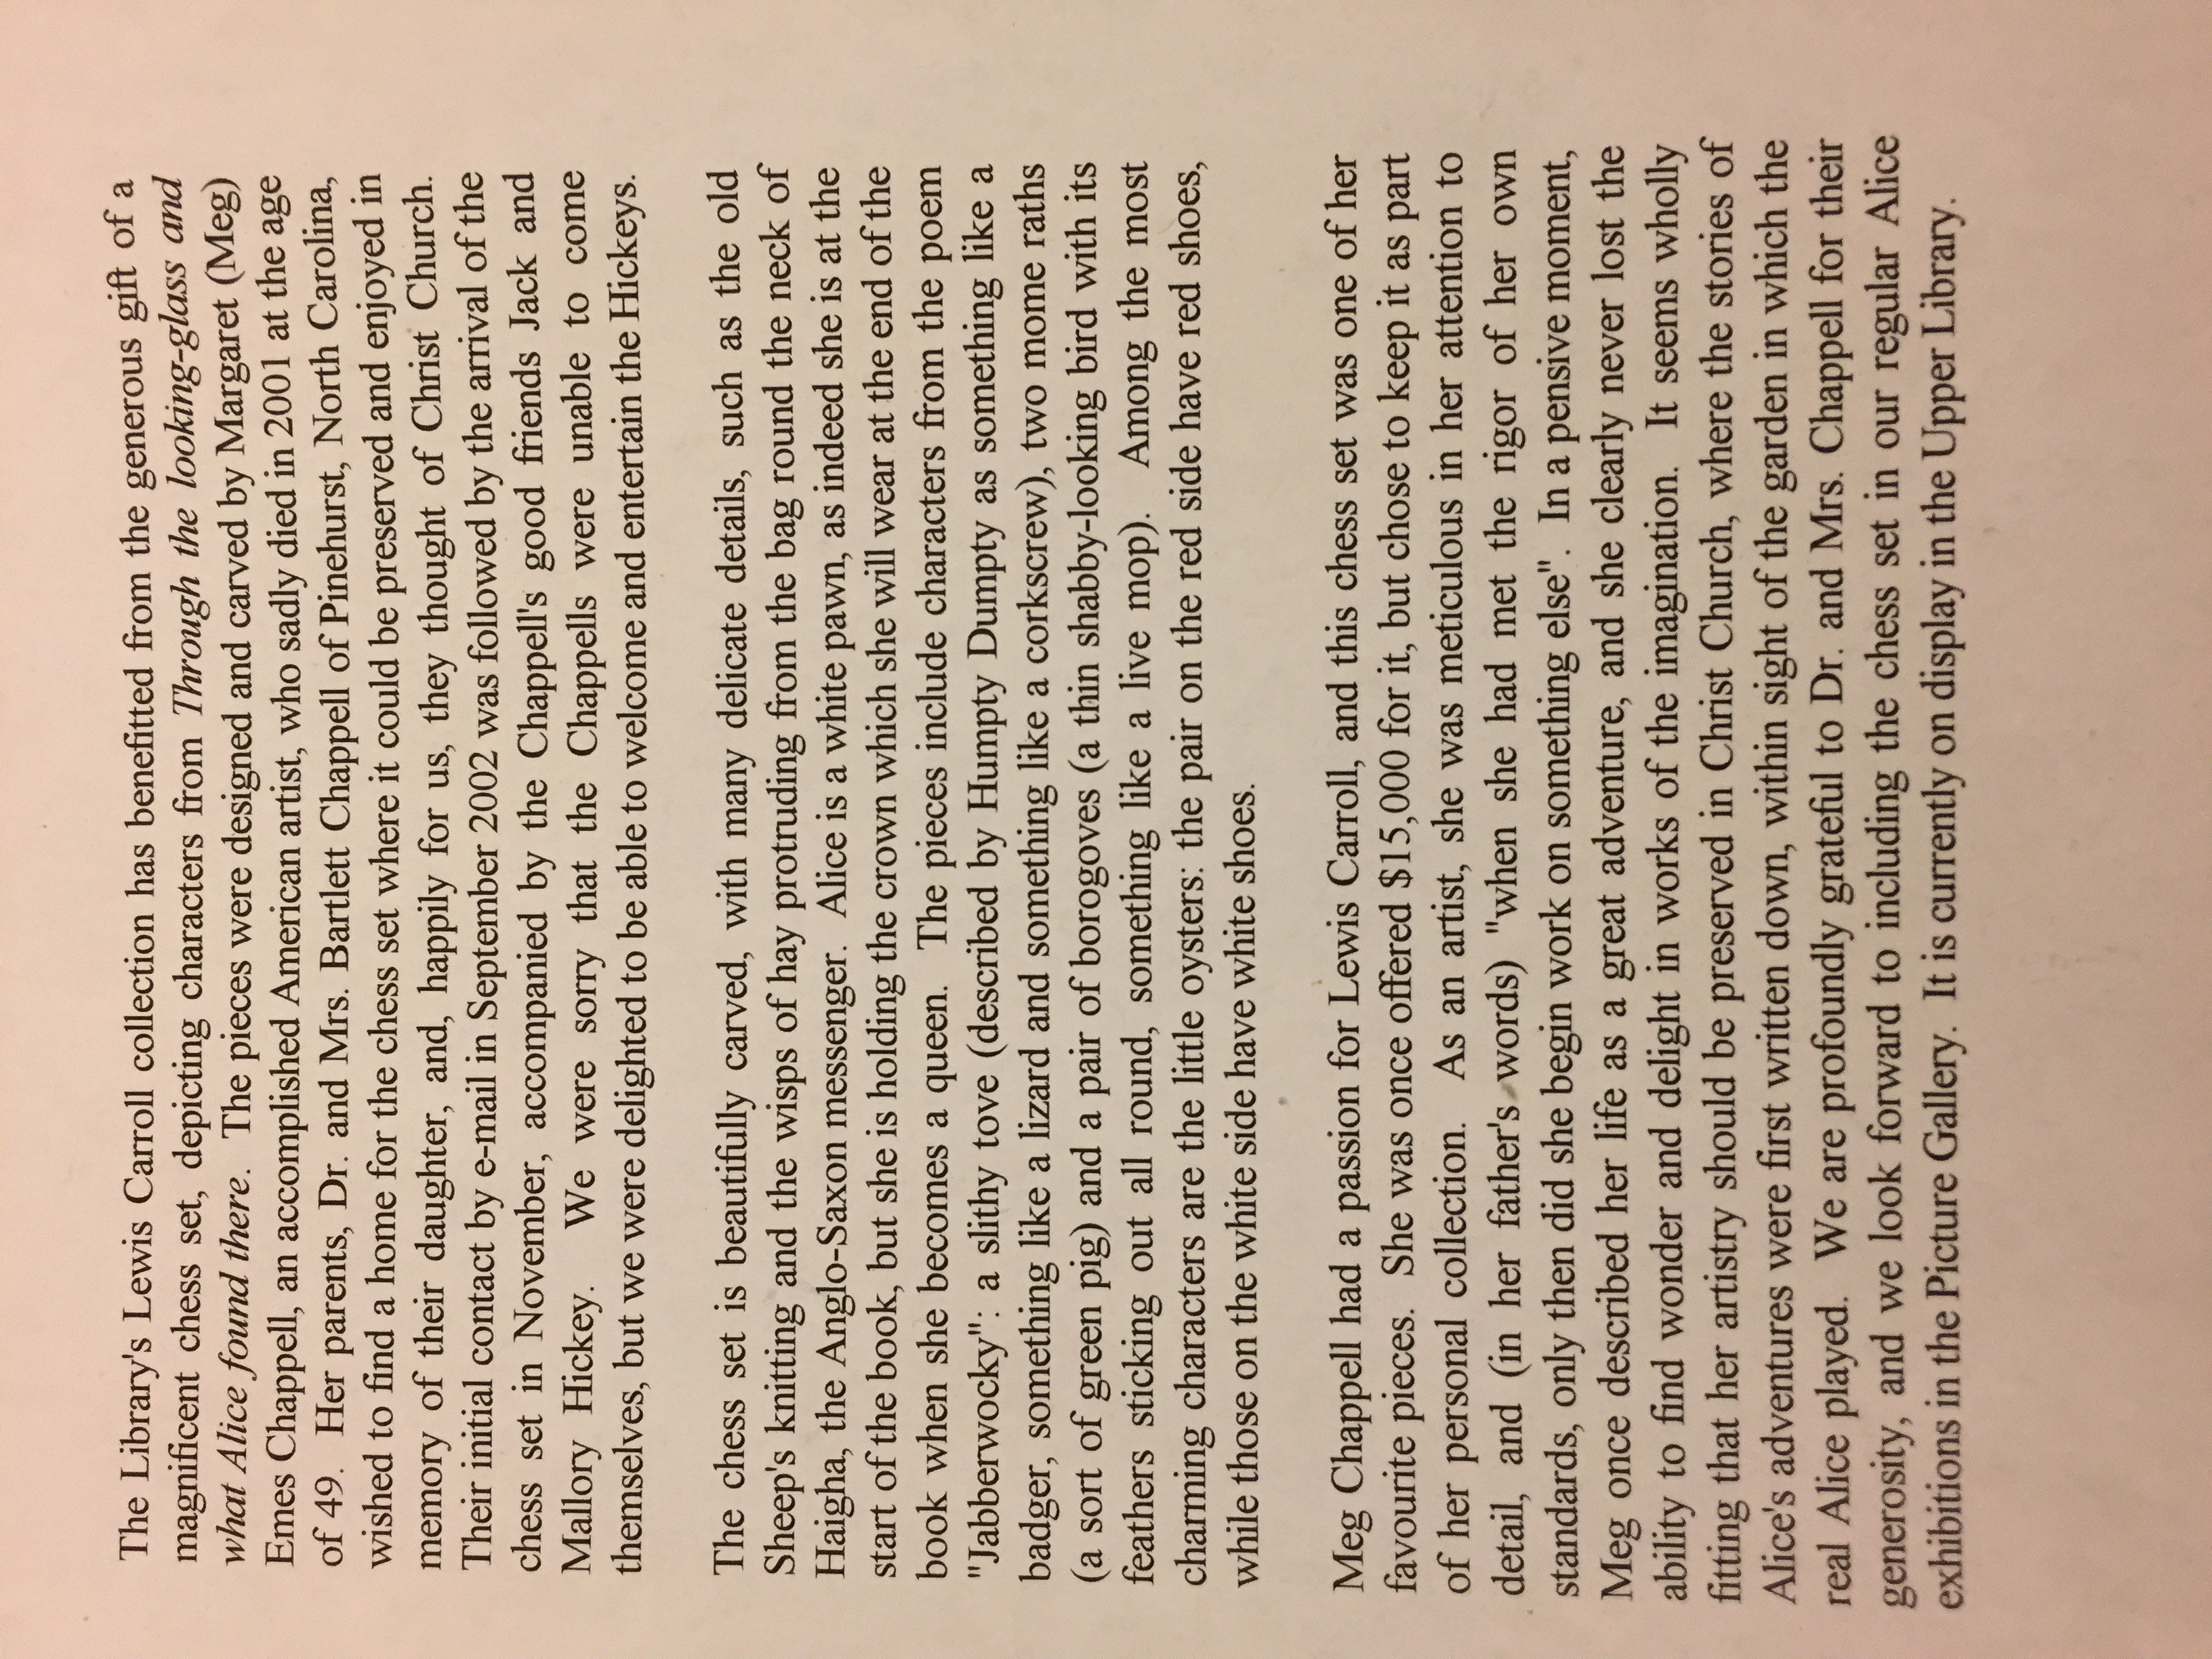 The Library's Lewis Carroll collection has benefitted from the generous gift of a
magnificent chess set, depicting characters from Through the looking-glass and
what Alice found there. The pieces were designed and carved by Margaret (Meg)
Emes Chappell, an accomplished American artist, who sadly died in 2001 at the age
of 49. Her parents, Dr. and Mrs. Bartlett Chappell of Pinehurst, North Carolina,
wished to find a home for the chess set where it could be preserved and enjoyed in
memory of their daughter, and, happily for us, they thought of Christ Church.
Their initial contact by e-mail in September 2002 was followed by the arrival of the
chess set in November, accompanied by the Chappell's good friends Jack and
Mallory Hickey. We were sorry that the Chappells were unable to come
themselves, but we were delighted to be able to welcome and entertain the Hickeys.
The chess set is beautifully carved, with many delicate details, such as the old
Sheep's knitting and the wisps of hay protruding from the bag round the neck of
Haigha, the Anglo-Saxon messenger. Alice is a white pawn, as indeed she is at the
start of the book, but she is holding the crown which she will wear at the end of the
book when she becomes a queen. The pieces include characters from the poem
"Jabberwocky": a slithy tove (described by Humpty Dumpty as something like a
badger, something like a lizard and something like a corkscrew), two mome raths
(a sort of green pig) and a pair of borogoves (a thin shabby-looking bird with its
feathers sticking out all round, something like a live mop). Among the most
charming characters are the little oysters: the pair on the red side have red shoes,
while those on the white side have white shoes.
Meg Chappell had a passion for Lewis Carroll, and this chess set was one of her
favourite pieces. She was once offered $15,000 for it, but chose to keep it as part
of her personal collection. As an artist, she was meticulous in her attention to
detail, and (in her father's words) "when she had met the rigor of her own
standards, only then did she begin work on something else". In a pensive moment,
Meg once described her life as a great adventure, and she clearly never lost the
ability to find wonder and delight in works of the imagination. It seems wholly
fitting that her artistry should be preserved in Christ Church, where the stories of
Alice's adventures were first written down, within sight of the garden in which the
real Alice played. We are profoundly grateful to Dr. and Mrs. Chappell for their
generosity, and we look forward to including the chess set in our regular Alice
exhibitions in the Picture Gallery. It is currently on display in the Upper Library.